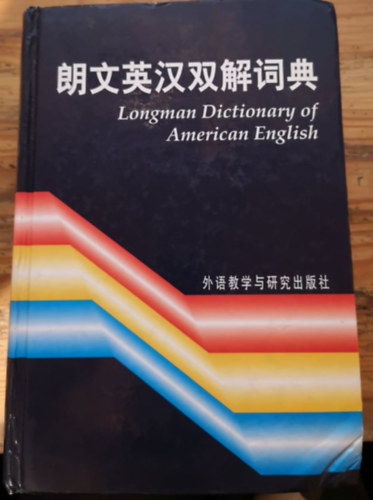 朗文英汉双解词典
Longman Dictionary of
American English
外语教学与研究出版社